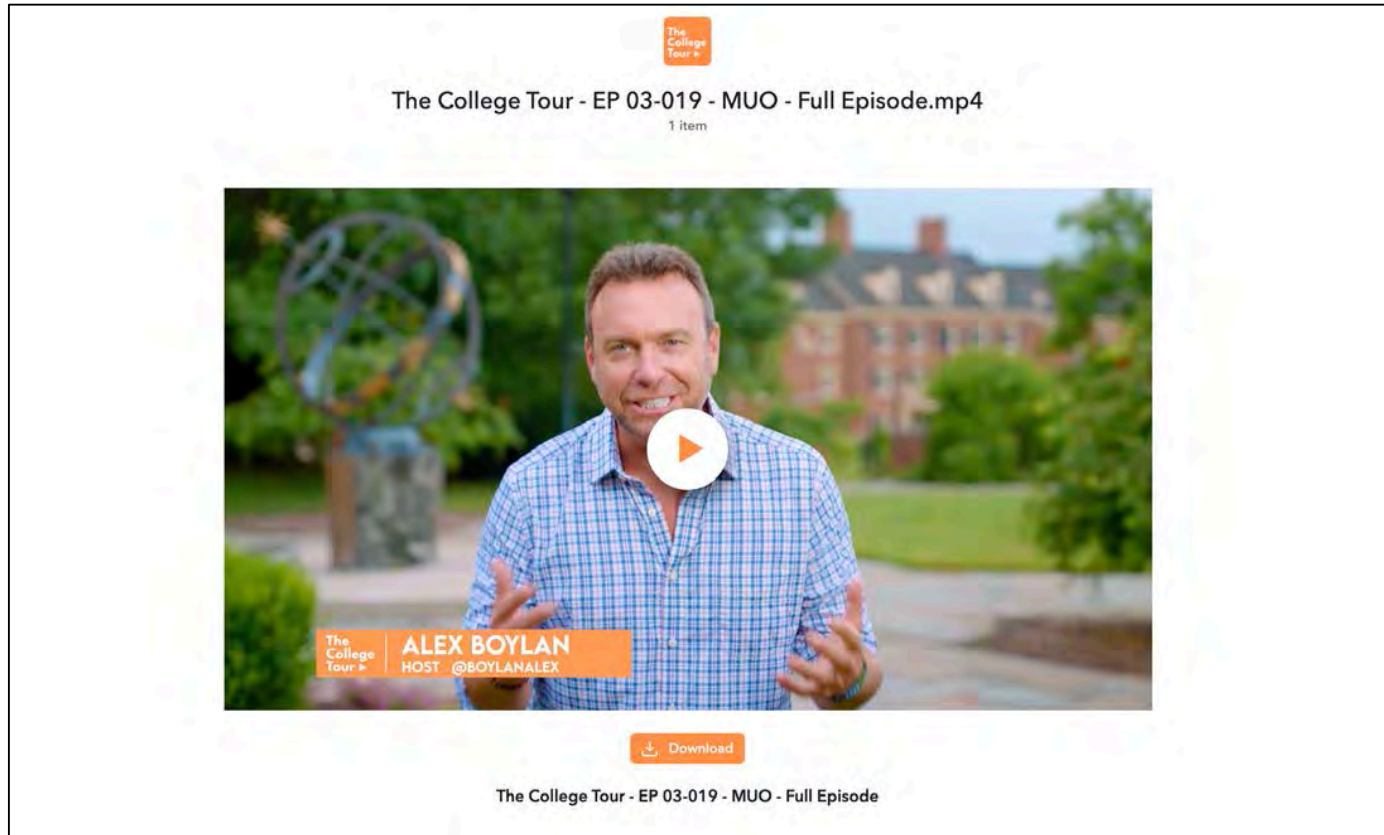 The
College
Tour
The College Tour - EP 03-019 - MUO - Full Episode.mp4
1 item
The
College
Tour
ALEX BOYLAN
HOST @BOYLANALEX
Download
The College Tour - EP 03-019 - MUO - Full Episode